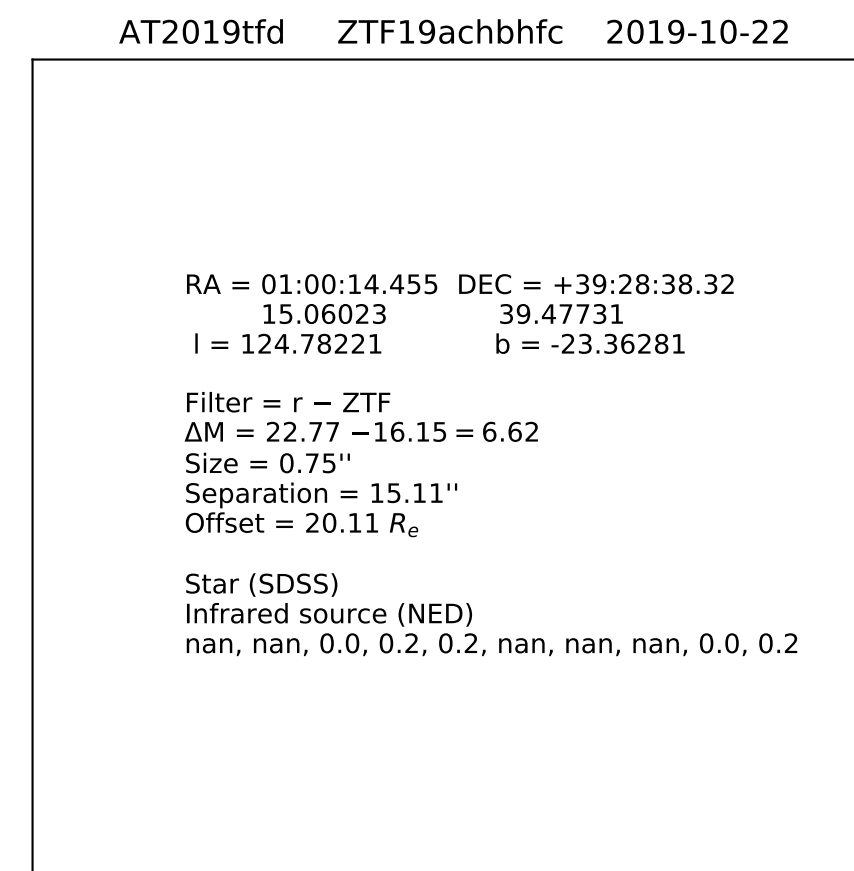 AT2019tfd ZTF19achbhfc 2019-10-22
RA = 01:00:14.455 DEC = +39:28:38.32
15.06023 39.47731
l = 124.78221 b = -23.36281
Filter = r − ZTF
ΔM = 22.77 −16.15 = 6.62
Size = 0.75''
Separation = 15.11''
Offset = 20.11 Re
Star (SDSS)
Infrared source (NED)
nan, nan, 0.0, 0.2, 0.2, nan, nan, nan, 0.0, 0.2